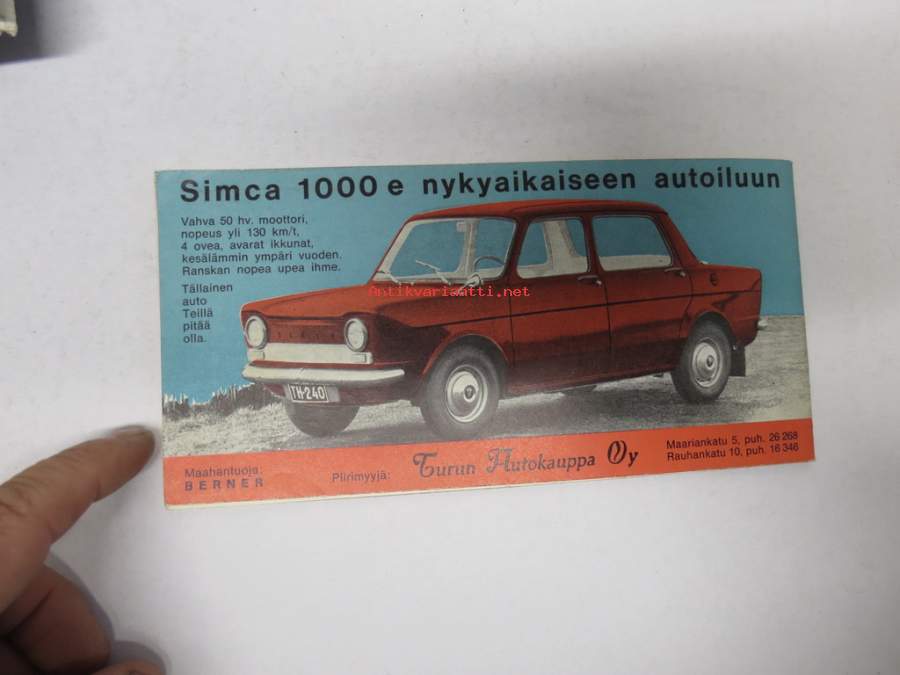 Simca 1000 e nykyaikaiseen autoiluun
Vahva 50 hv. moottori,
nopeus yli 130 km/t,
4 ovea, avarat ikkunat,
kesälämmin ympäri vuoden.
Ranskan nopea upea ihme.
Tällainen
auto
Teillä
pitää
olla.
Antikvariaatti.net
TH-240
Maahantuoja:
BERNER
Piirimyyjä:
Turun Autokauppa Oy
Maariankatu 5, puh. 26 268
Rauhankatu 10, puh. 16 346